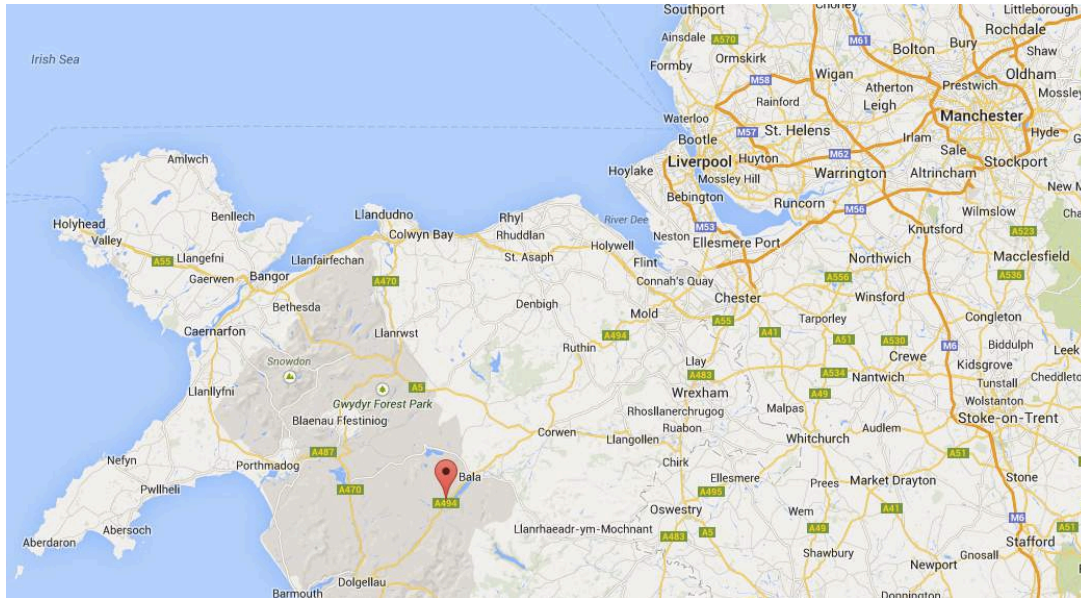 Southport
Chorley
Littleborough
Rochdale
Ainsdale
A570
M61
Bolton
Bury
Shaw
Irish Sea
Formby
Ormskirk
M58
Wigan
Atherton
Prestwich
Oldham
Rainford
Leigh
Mossley
Waterloo
M57
St. Helens
Manchester
Bootle
Irlam
Hyde
Amlwch
Hoylake
Liverpool
Huyton
M62
Sale
Stockport
Mossley Hill
Warrington
Altrincham
Bebington
Runcorn
New M
Holyhead
Benllech
Llandudno
Rhyl
River Dee
M53
M56
Wilmslow
Cha
Valley
Colwyn Bay
Rhuddlan
Neston
Ellesmere Port
Knutsford
A523
Llangefni
A55
Llanfairfechan
St. Asaph
Holywell
Flint
Northwich
Macclesfield
Gaerwen
Bangor
A470
Connah's Quay
A556
A536
Bethesda
Denbigh
Chester
Winsford
Mold
Tarporley
Congleton
Caernarfon
Llanrwst
A494
A55
A41
A51
A530
M6
Biddulph
Leek
Snowdon
Ruthin
Llay
Crewe
Kidsgrove
Llanllyfni
A5
A483
A534
Nantwich
Tunstall
Cheddleto
Gwydyr Forest Park
Wrexham
A49
Wolstanton
Blaenau Ffestiniog
Rhosllanerchrugog
Malpas
Stoke-on-Trent
Corwen
Ruabon
Audlem
Nefyn
A487
Llangollen
Whitchurch
Porthmadog
Chirk
A51
Pwllheli
A470
Bala
Ellesmere
Prees
Market Drayton
Stone
A494
A495
Abersoch
Oswestry
Wem
A41
M6
Aberdaron
Llanrhaeadr-ym-Mochnant
A483
A5
A49
A51
Stafford
Shawbury
Gnosall
Dolgellau
Newport
Barmouth
Donnington